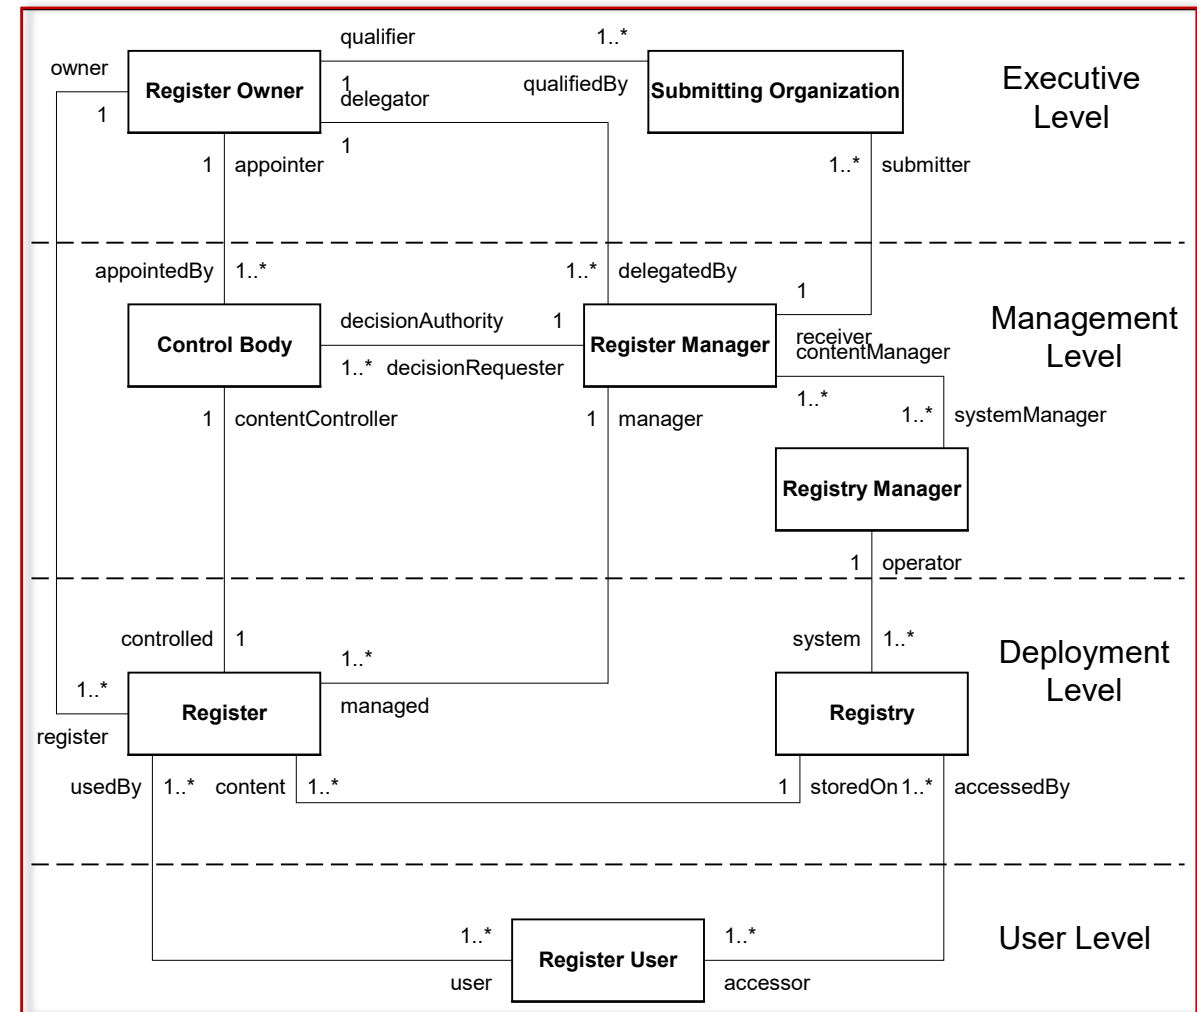 qualifier
1..*
owner
Register Owner
1
delegator
qualifiedBy
Submitting Organization
Executive
Level
1
1
1
appointer
1..*
submitter
appointedBy
1..*
1..*
delegatedBy
1
decisionAuthority
1
Control Body
Register Manager
receiver
contentManager
Management
Level
1..*
decisionRequester
1..*
1
contentController
1
manager
1..*
systemManager
Registry Manager
1
operator
controlled
1
1..*
system
1..*
Deployment
Level
1..*
Register
managed
Registry
register
usedBy
1..*
content
1..*
1
storedOn
1..*
accessedBy
1..*
1..*
Register User
User Level
user
accessor